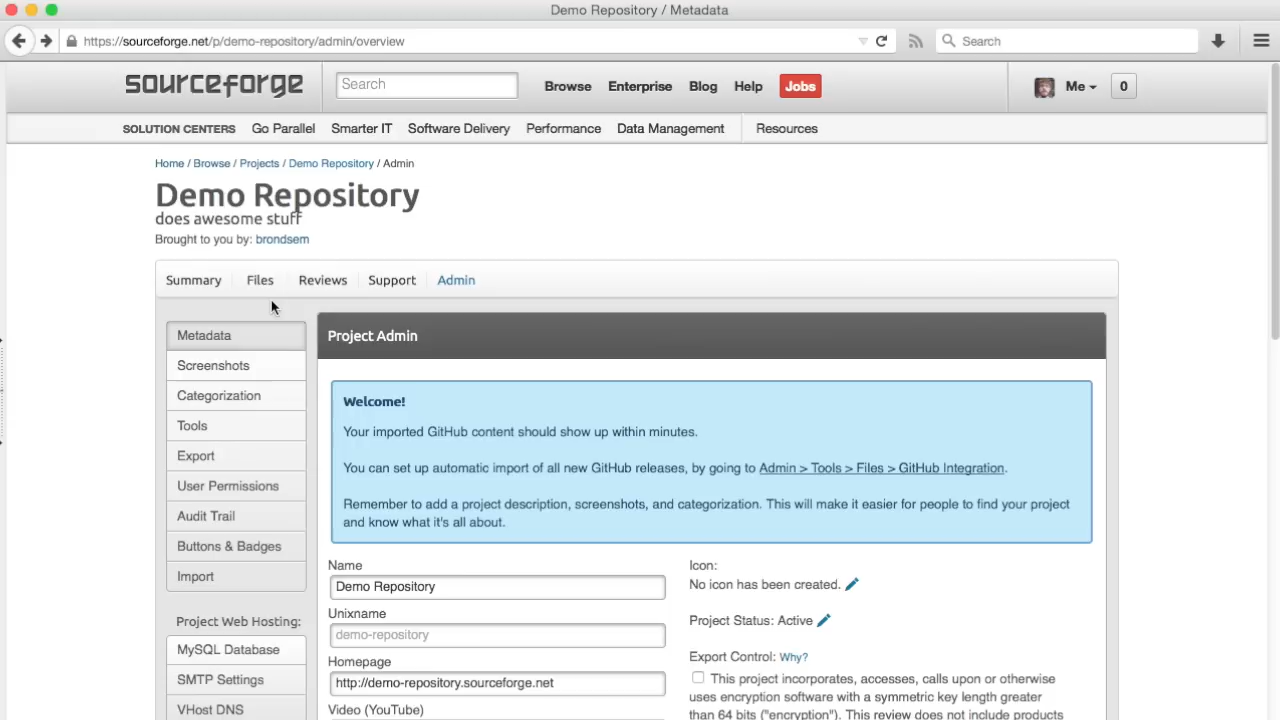 Demo Repository / Metadata
https://sourceforge.net/p/demo-repository/admin/overview
Search
sourceforge
Search
Browse Enterprise Blog Help Jobs
Me
0
SOLUTION CENTERS Go Parallel Smarter IT Software Delivery Performance Data Management Resources
Home / Browse / Projects / Demo Repository / Admin
Demo Repository
does awesome stuff
Brought to you by: brondsem
Summary Files Reviews Support Admin
Metadata
Screenshots
Categorization
Tools
Export
User Permissions
Audit Trail
Buttons & Badges
Import
Project Web Hosting:
MySQL Database
SMTP Settings
VHost DNS
Project Admin
Welcome!
Your imported GitHub content should show up within minutes.
You can set up automatic import of all new GitHub releases, by going to Admin > Tools > Files > GitHub Integration.
Remember to add a project description, screenshots, and categorization. This will make it easier for people to find your project
and know what it's all about.
Name
Demo Repository
Unixname
demo-repository
Homepage
http://demo-repository.sourceforge.net
Video (YouTube)
Icon:
No icon has been created.
Project Status: Active
Export Control: Why?
This project incorporates, accesses, calls upon or otherwise
uses encryption software with a symmetric key length greater
than 64 bits ("encryption"). This review does not include products